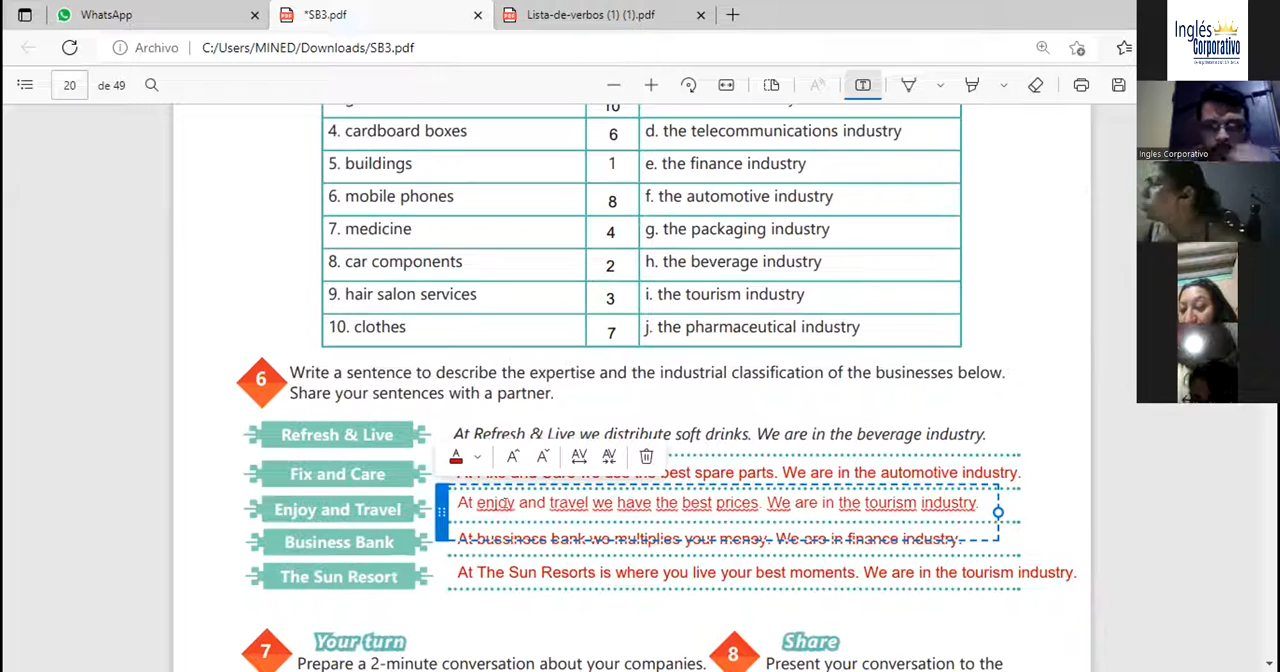 WhatsApp
*SB3.pdf
Lista-de-verbos (1) (1).pdf
Archivo C:/Users/MINED/Downloads/SB3.pdf
20 de 49
Inglés
Corporativo
Ingles Corporativo
10
4. cardboard boxes 6 d. the telecommunications industry
5. buildings 1 e. the finance industry
6. mobile phones 8 f. the automotive industry
7. medicine 4 g. the packaging industry
8. car components 2 h. the beverage industry
9. hair salon services 3 i. the tourism industry
10. clothes 7 j. the pharmaceutical industry
6 Write a sentence to describe the expertise and the industrial classification of the businesses below.
Share your sentences with a partner.
Refresh & Live At Refresh & Live we distribute soft drinks. We are in the beverage industry.
Fix and Care best spare parts. We are in the automotive industry.
Enjoy and Travel At enjoy and travel we have the best prices. We are in the tourism industry.
Business Bank At bussiness bank we multiplies your money. We are in finance industry.
The Sun Resort At The Sun Resorts is where you live your best moments. We are in the tourism industry.
7 Your turn 8 Share
Prepare a 2-minute conversation about your companies. Present your conversation to the